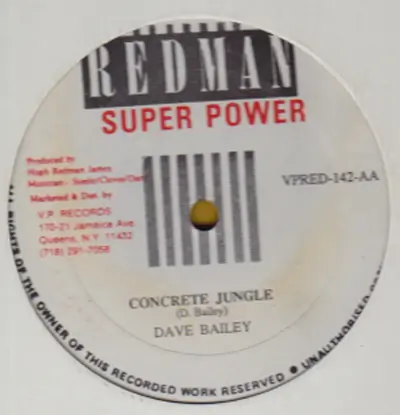 REDMAN
SUPER POWER
Produced by
Hugh Redman James
Musician:- Steele/Clevie/Dan
Marketed & Dist. by
V.P. RECORDS
170-21 Jamaica Ave
Queens, N.Y. 11432
(718) 291-7058
VPRED-142-AA
CONCRETE JUNGLE
(D. Bailey)
DAVE BAILEY
ALL RIGHTS OF THE OWNER OF THIS RECORDED WORK RESERVED ● UNAUTHORISED